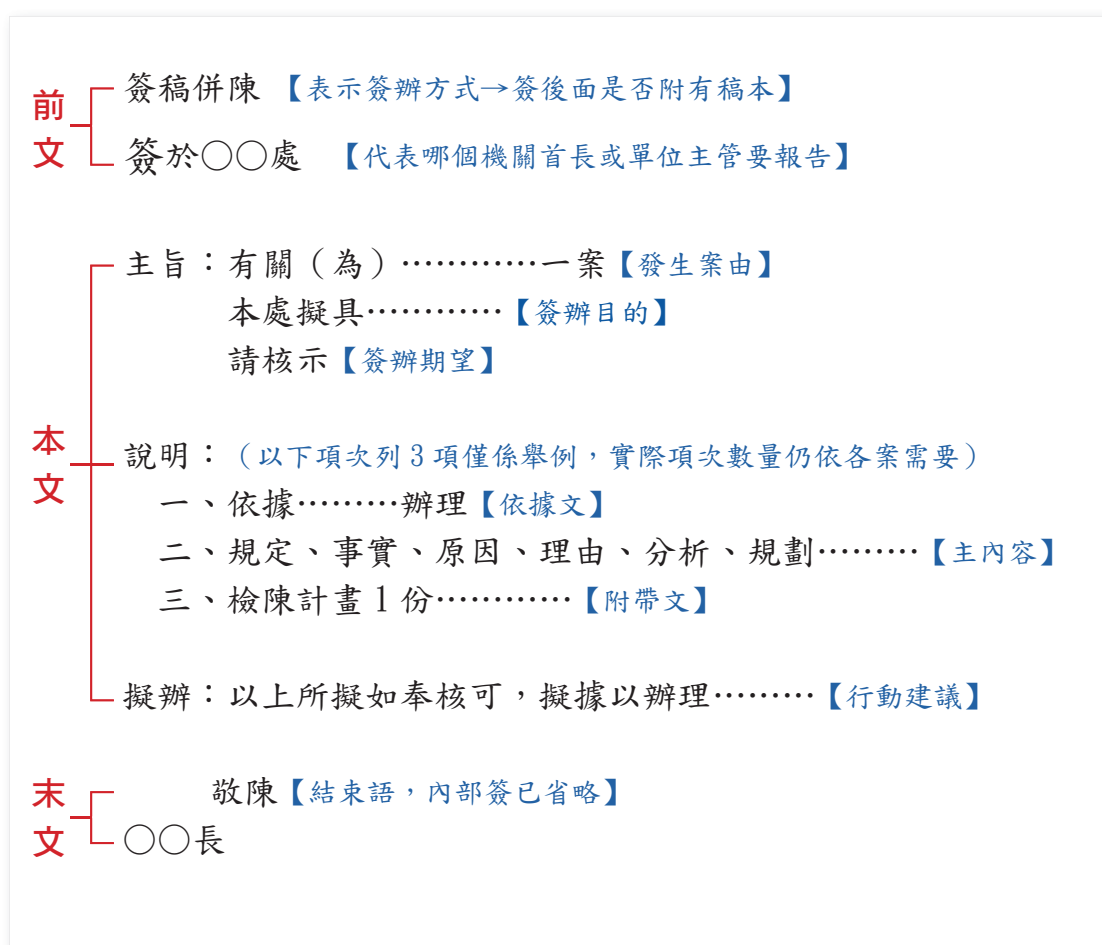 前文
簽稿併陳 【表示簽辦方式→簽後面是否附有稿本】
簽於○○處 【代表哪個機關首長或單位主管要報告】
本文
主旨：有關（為）…………一案【發生案由】
本處擬具…………【簽辦目的】
請核示【簽辦期望】
說明：（以下項次列3項僅係舉例，實際項次數量仍依各案需要）
一、依據………辦理【依據文】
二、規定、事實、原因、理由、分析、規劃………【主內容】
三、檢陳計畫1份…………【附帶文】
擬辦：以上所擬如奉核可，擬據以辦理………【行動建議】
末文
敬陳【結束語，內部簽已省略】
○○長